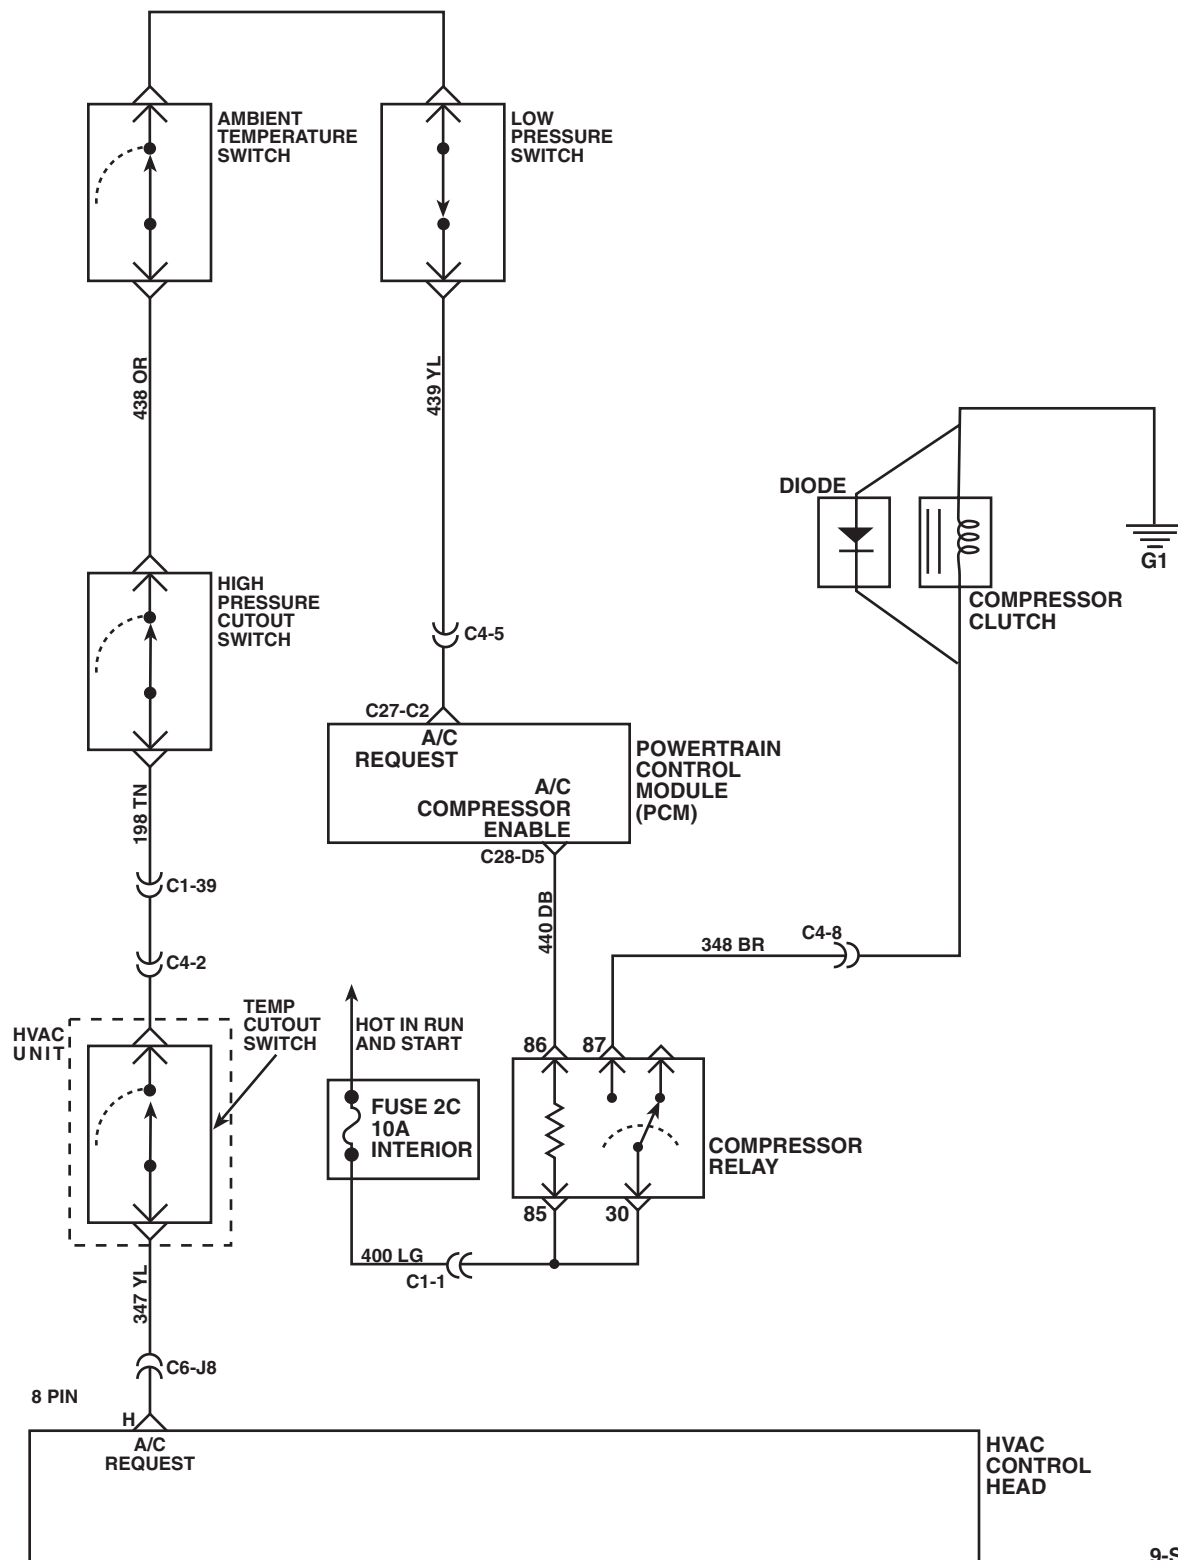 AMBIENT
TEMPERATURE
SWITCH
LOW
PRESSURE
SWITCH
438 OR
439 YL
DIODE
G1
COMPRESSOR
CLUTCH
HIGH
PRESSURE
CUTOUT
SWITCH
C4-5
C27-C2
A/C
REQUEST
A/C
COMPRESSOR
ENABLE
POWERTRAIN
CONTROL
MODULE
(PCM)
C28-D5
198 TN
C1-39
440 DB
348 BR
C4-8
C4-2
HVAC
UNIT
TEMP
CUTOUT
SWITCH
HOT IN RUN
AND START
86
87
FUSE 2C
10A
INTERIOR
COMPRESSOR
RELAY
85
30
400 LG
C1-1
347 YL
C6-J8
8 PIN
H
A/C
REQUEST
HVAC
CONTROL
HEAD
9-S